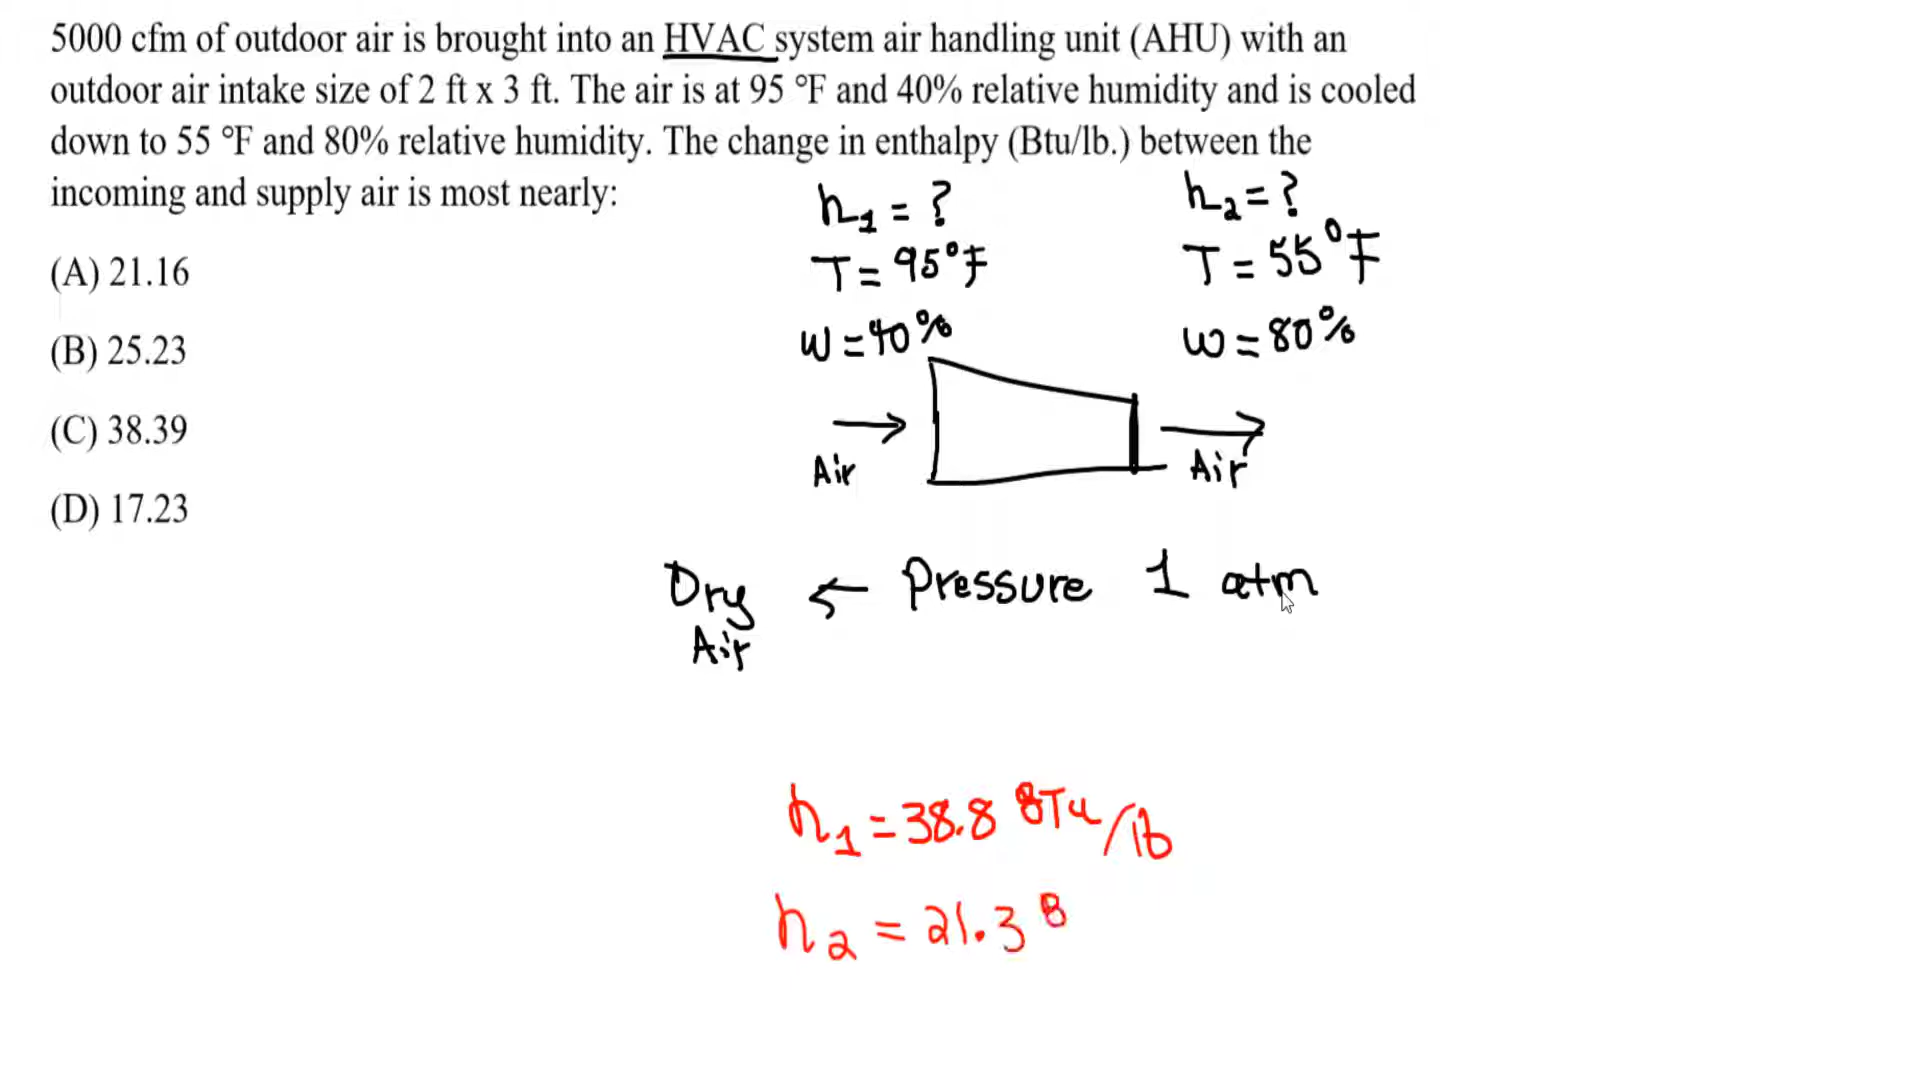 5000 cfm of outdoor air is brought into an HVAC system air handling unit (AHU) with an
outdoor air intake size of 2 ft x 3 ft. The air is at 95 °F and 40% relative humidity and is cooled
down to 55 °F and 80% relative humidity. The change in enthalpy (Btu/lb.) between the
incoming and supply air is most nearly:
(A) 21.16
(B) 25.23
(C) 38.39
(D) 17.23
h1 = ?
T = 95°F
W = 40%
h2 = ?
T = 55°F
W = 80%
Air
Air
Dry Air ← Pressure 1 atm
h1 = 38.8 BTu/lb
h2 = 21.3 B